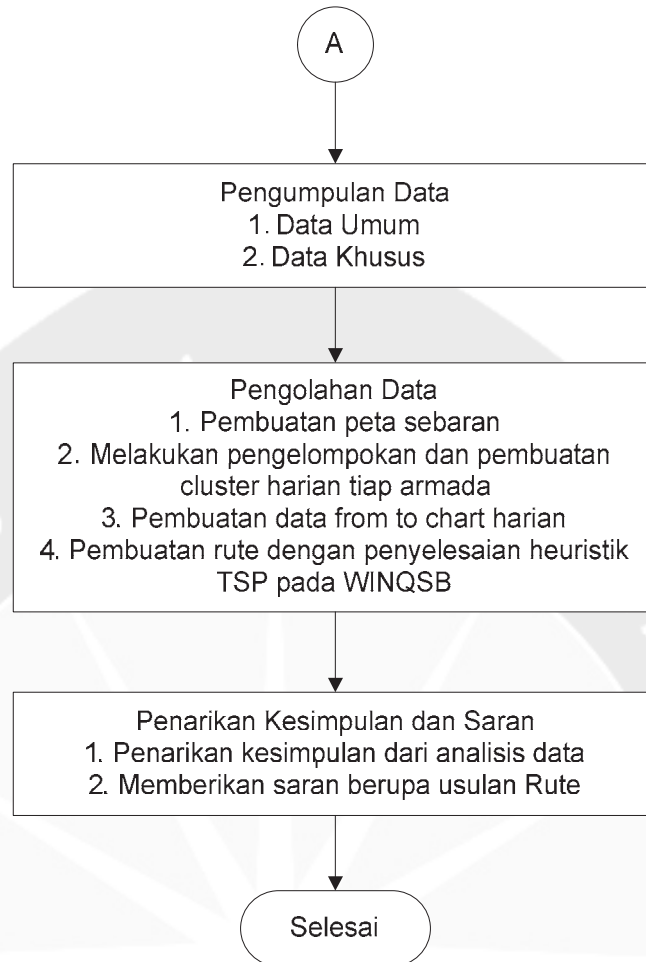 A
Pengumpulan Data
1. Data Umum
2. Data Khusus
Pengolahan Data
1. Pembuatan peta sebaran
2. Melakukan pengelompokan dan pembuatan
cluster harian tiap armada
3. Pembuatan data from to chart harian
4. Pembuatan rute dengan penyelesaian heuristik
TSP pada WINQSB
Penarikan Kesimpulan dan Saran
1. Penarikan kesimpulan dari analisis data
2. Memberikan saran berupa usulan Rute
Selesai